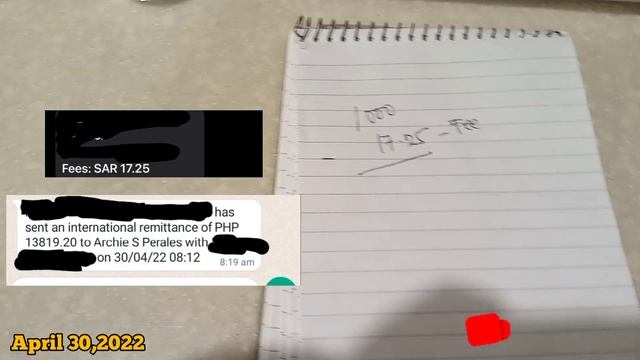 Fees: SAR 17.25
has
sent an international remittance of PHP
13819.20 to Archie S Perales with
on 30/04/22 08:12
8:19 am
1000
17.25 - Fee
April 30,2022